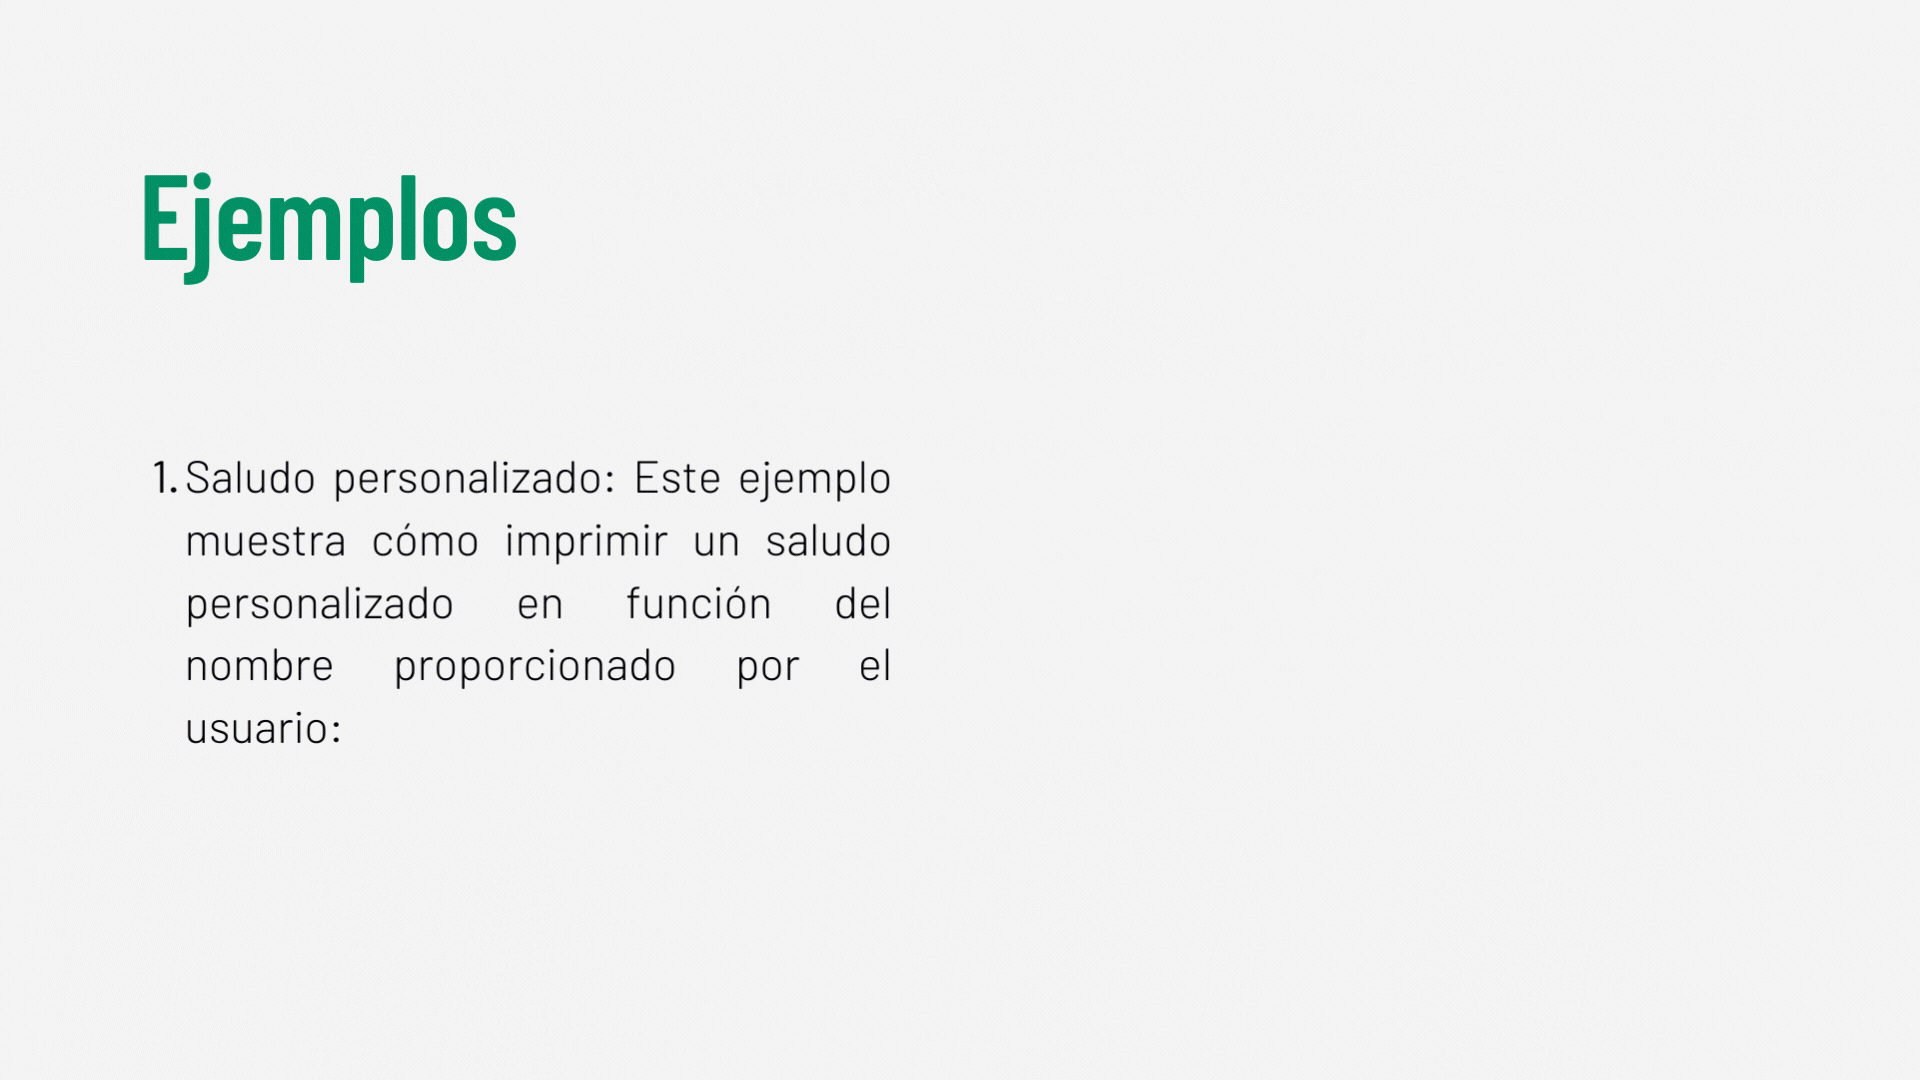 Ejemplos
1. Saludo personalizado: Este ejemplo
muestra cómo imprimir un saludo
personalizado en función del
nombre proporcionado por el
usuario: